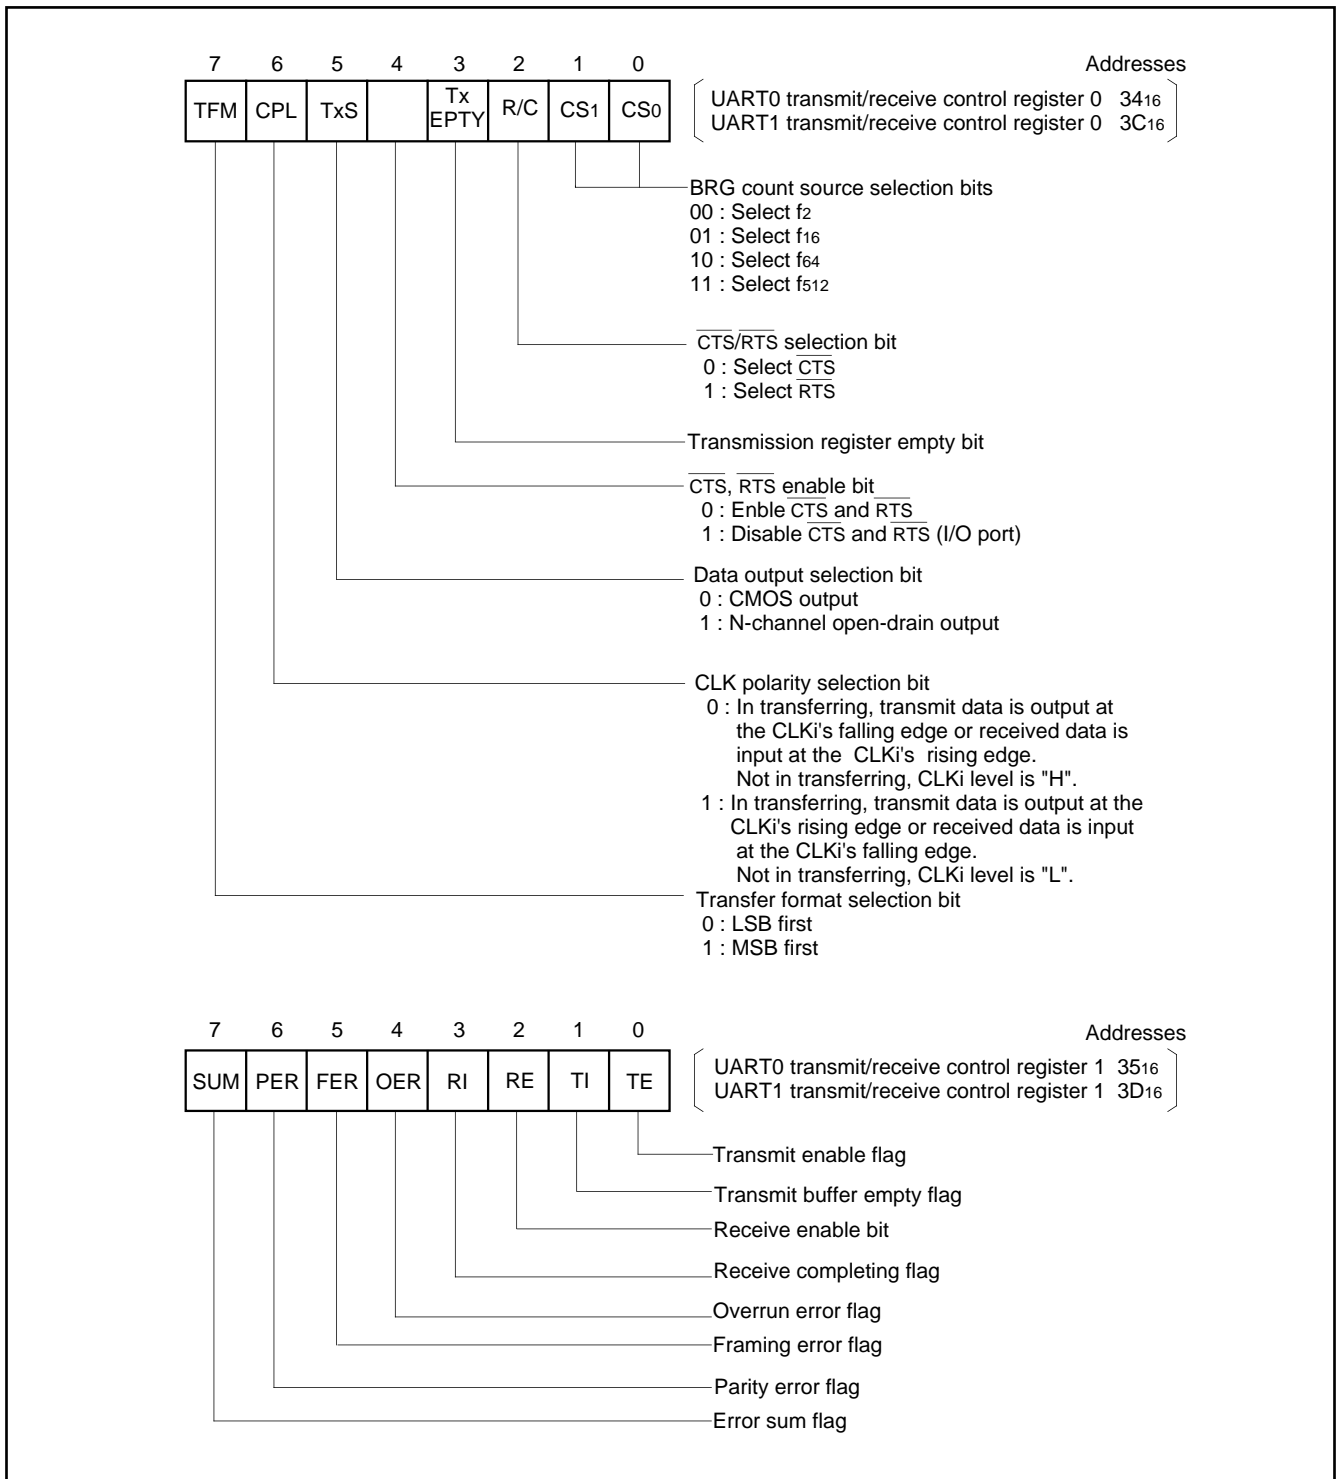 7 6 5 4 3 2 1 0 Addresses
TFM CPL TxS Tx EPTY R/C CS1 CS0
UART0 transmit/receive control register 0 3416
UART1 transmit/receive control register 0 3C16
BRG count source selection bits
00 : Select f2
01 : Select f16
10 : Select f64
11 : Select f512
CTS/RTS selection bit
0 : Select CTS
1 : Select RTS
Transmission register empty bit
CTS, RTS enable bit
0 : Enble CTS and RTS
1 : Disable CTS and RTS (I/O port)
Data output selection bit
0 : CMOS output
1 : N-channel open-drain output
CLK polarity selection bit
0 : In transferring, transmit data is output at
the CLKi's falling edge or received data is
input at the CLKi's rising edge.
Not in transferring, CLKi level is "H".
1 : In transferring, transmit data is output at the
CLKi's rising edge or received data is input
at the CLKi's falling edge.
Not in transferring, CLKi level is "L".
Transfer format selection bit
0 : LSB first
1 : MSB first
7 6 5 4 3 2 1 0 Addresses
SUM PER FER OER RI RE TI TE
UART0 transmit/receive control register 1 3516
UART1 transmit/receive control register 1 3D16
Transmit enable flag
Transmit buffer empty flag
Receive enable bit
Receive completing flag
Overrun error flag
Framing error flag
Parity error flag
Error sum flag